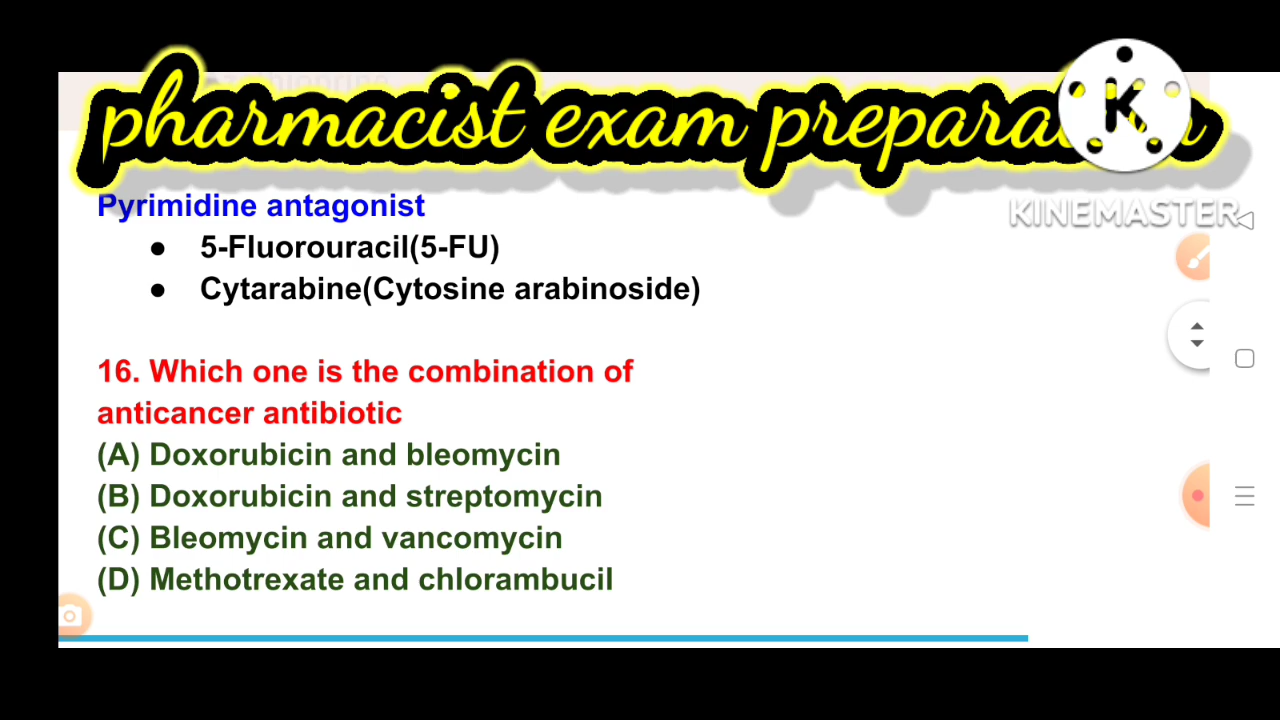 pharmacist exam
KINEMASTER
Pyrimidine antagonist
● 5-Fluorouracil(5-FU)
● Cytarabine(Cytosine arabinoside)
16. Which one is the combination of
anticancer antibiotic
(A) Doxorubicin and bleomycin
(B) Doxorubicin and streptomycin
(C) Bleomycin and vancomycin
(D) Methotrexate and chlorambucil